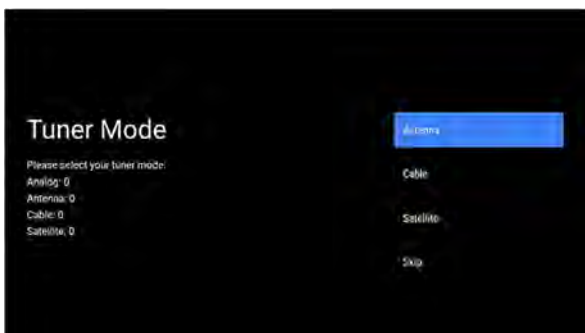 Tuner Mode
Please select your tuner mode:
Analog: 0
Antenna: 0
Cable: 0
Satellite: 0
Antenna
Cable
Satellite
Skip